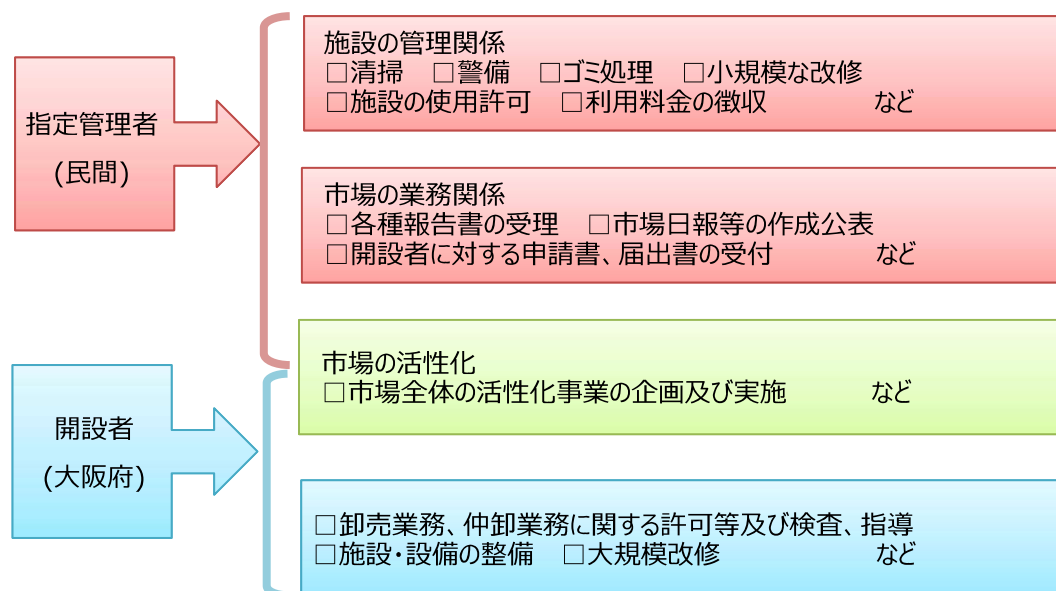 指定管理者
(民間)
施設の管理関係
□清掃 □警備 □ゴミ処理 □小規模な改修
□施設の使用許可 □利用料金の徴収 など
市場の業務関係
□各種報告書の受理 □市場日報等の作成公表
□開設者に対する申請書、届出書の受付 など
市場の活性化
□市場全体の活性化事業の企画及び実施 など
開設者
(大阪府)
□卸売業務、仲卸業務に関する許可等及び検査、指導
□施設・設備の整備 □大規模改修 など